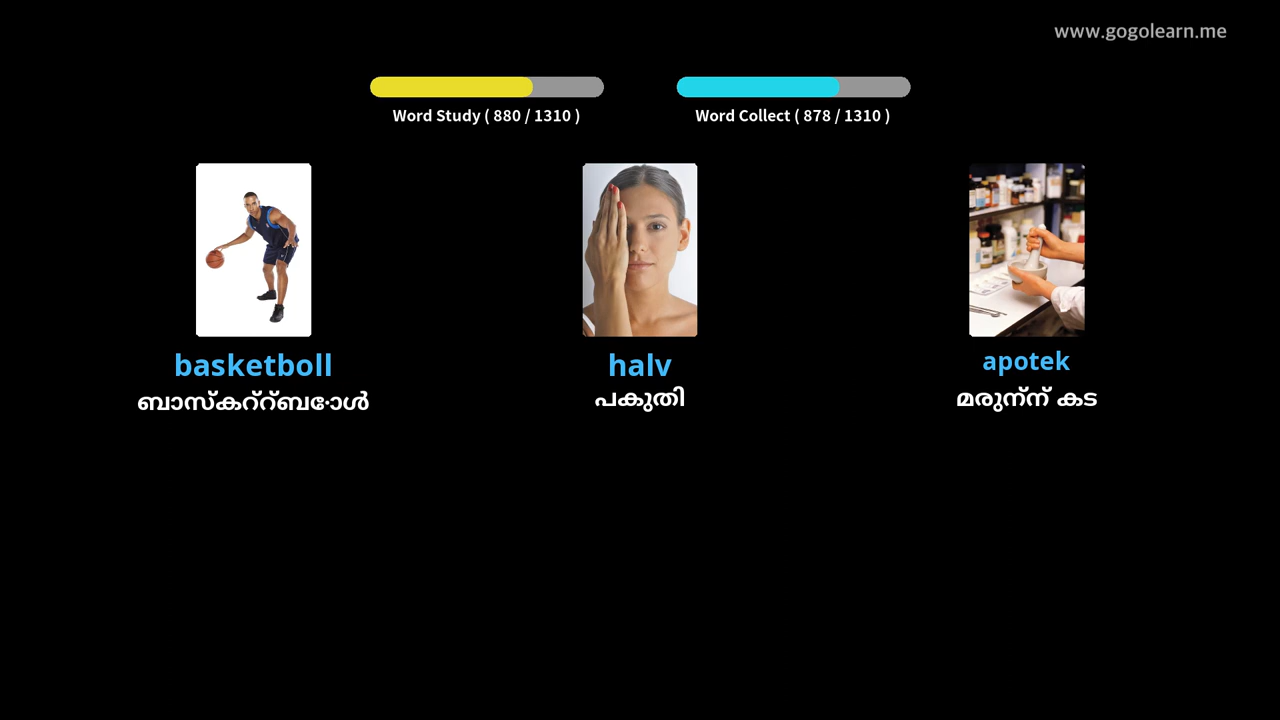 www.gogolearn.me
Word Study ( 880 / 1310 )
Word Collect ( 878 / 1310 )
basketboll
halv
apotek
ബാസ്കറ്റ്ബോൾ
പകുതി
മരുന്ന് കട